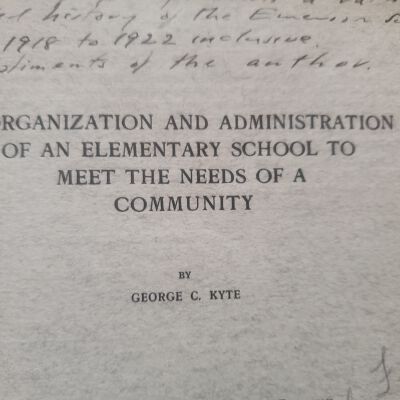 history of the Emerson
1918 to 1922 inclusive.
of the author.
ORGANIZATION AND ADMINISTRATION
OF AN ELEMENTARY SCHOOL TO
MEET THE NEEDS OF A
COMMUNITY
BY
GEORGE C. KYTE